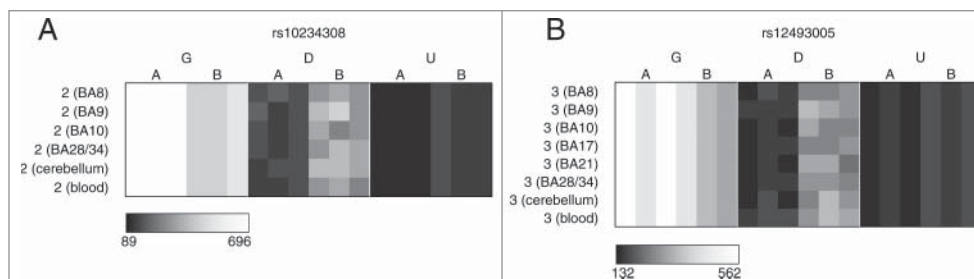 A
rs10234308
G D U
A B A B A B
2 (BA8)
2 (BA9)
2 (BA10)
2 (BA28/34)
2 (cerebellum)
2 (blood)
89 696
B
rs12493005
G D U
A B A B A B
3 (BA8)
3 (BA9)
3 (BA10)
3 (BA17)
3 (BA21)
3 (BA28/34)
3 (cerebellum)
3 (blood)
132 562